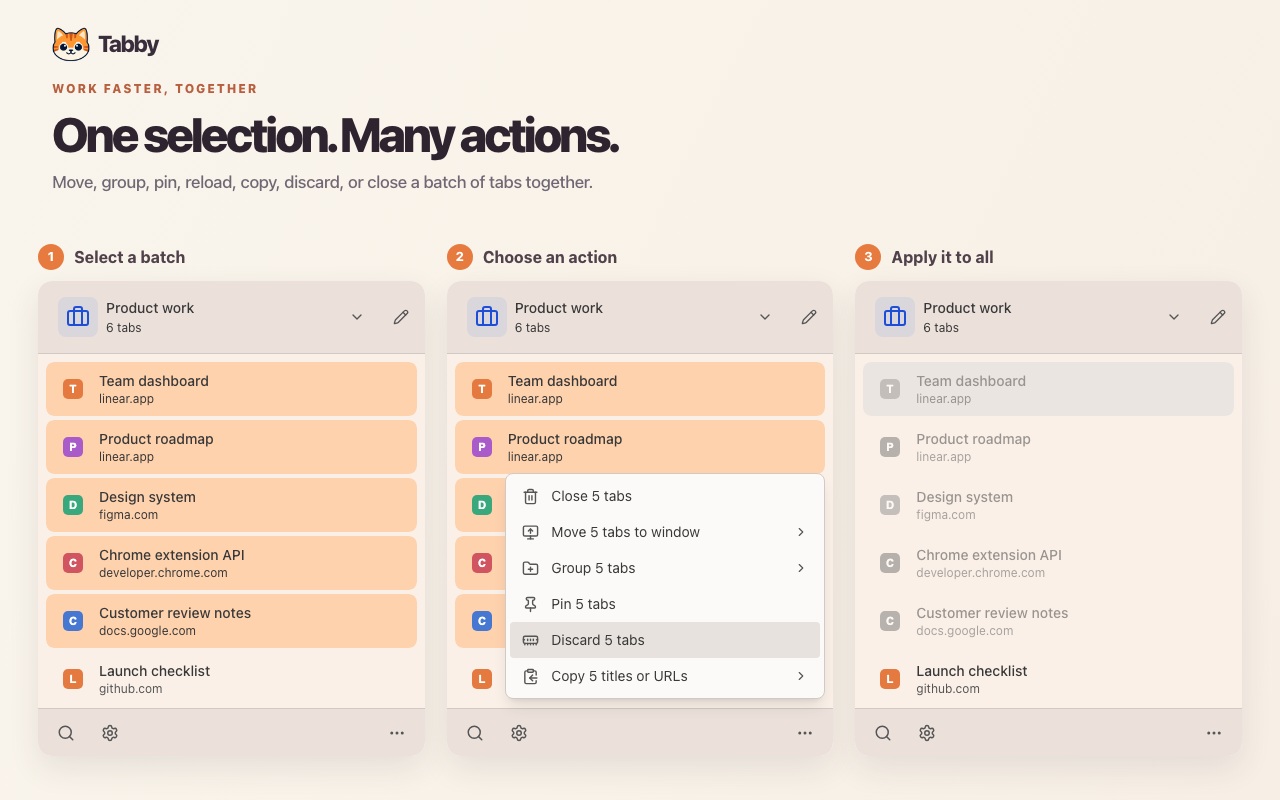 Tabby
WORK FASTER, TOGETHER
One selection. Many actions.
Move, group, pin, reload, copy, discard, or close a batch of tabs together.
1 Select a batch
Product work
6 tabs
T Team dashboard
linear.app
P Product roadmap
linear.app
D Design system
figma.com
C Chrome extension API
developer.chrome.com
C Customer review notes
docs.google.com
L Launch checklist
github.com
2 Choose an action
Product work
6 tabs
T Team dashboard
linear.app
P Product roadmap
linear.app
D
C
C
L
Close 5 tabs
Move 5 tabs to window
Group 5 tabs
Pin 5 tabs
Discard 5 tabs
Copy 5 titles or URLs
3 Apply it to all
Product work
6 tabs
T Team dashboard
linear.app
P Product roadmap
linear.app
D Design system
figma.com
C Chrome extension API
developer.chrome.com
C Customer review notes
docs.google.com
L Launch checklist
github.com